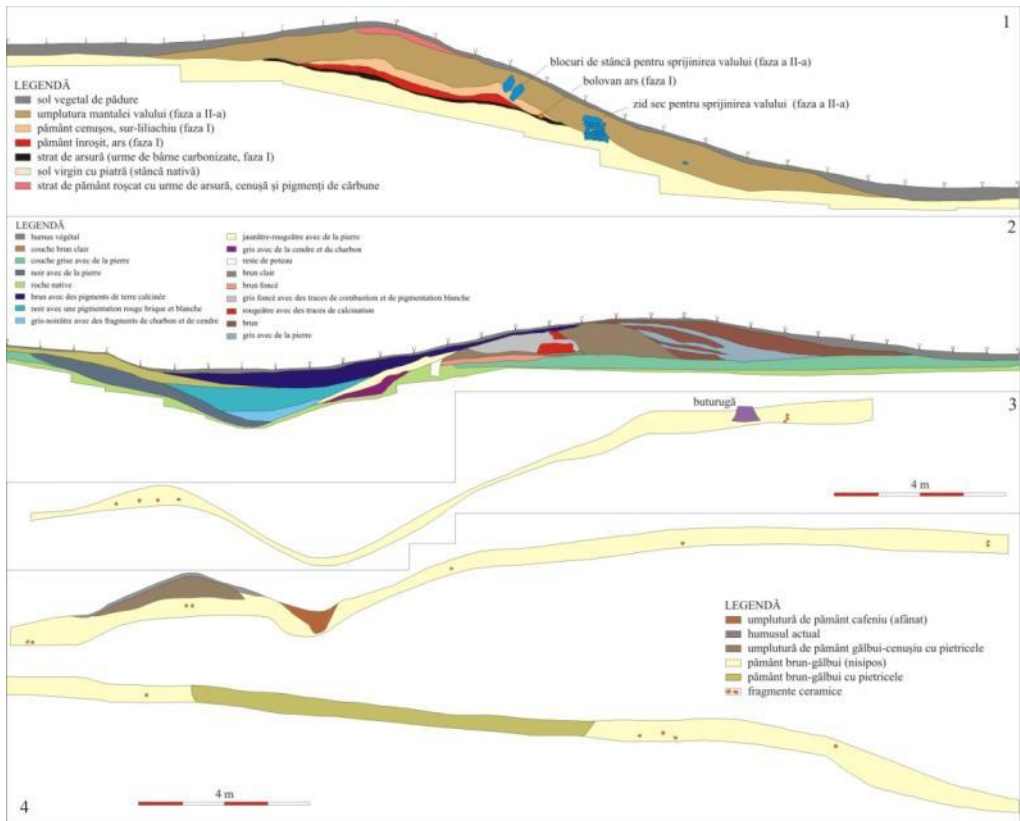 1
blocuri de stâncă pentru sprijinirea valului (faza a II-a)
bolovan ars (faza I)
zid sec pentru sprijinirea valului (faza a II-a)
LEGENDĂ
sol vegetal de pădure
umplutura mantalei valului (faza II-a)
pământ cenușos, sur-liliachiu (faza I)
pământ înroșit, ars (faza I)
strat de arsură (urme de bârne carbonizate, faza I)
sol virgin cu piatră (stâncă nativă)
strat de pământ roșcat cu urme de arsură, cenușă și pigmenți de cărbune
2
LEGENDĂ
humus végétal
couche brun clair
couche grise avec de la pierre
noir avec de la pierre
roche native
brun avec des pigments de terre calcinée
noir avec une pigmentation rouge brique et blanche
gris-noirâtre avec des fragments de charbon et de cendre
jaunâtre-rougeâtre avec de la pierre
gris avec de la cendre et du charbon
reste de poteau
brun clair
brun foncé
gris foncé avec des traces de combustion et de pigmentation blanche
rougeâtre avec des traces de calcination
brun
gris avec de la pierre
3
buturugă
4 m
LEGENDĂ
umplutură de pământ cafeniu (afânat)
humusul actual
umplutură de pământ gălbui-cenușiu cu pietricele
pământ brun-gălbui (nisipos)
pământ brun-gălbui cu pietricele
fragmente ceramice
4 m
4